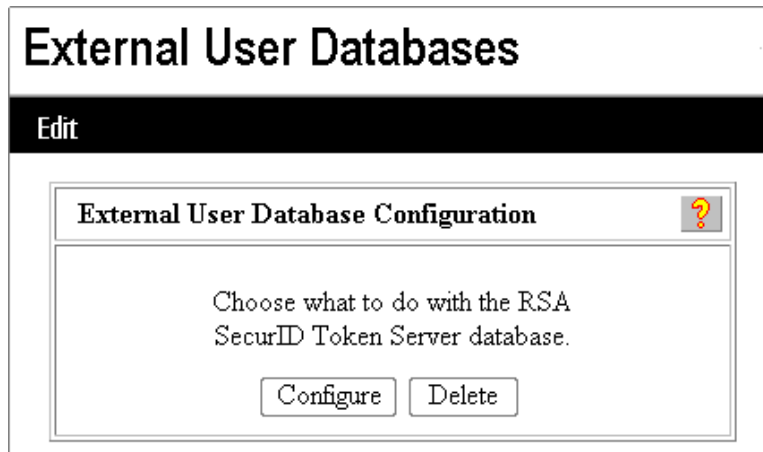 External User Databases
Edit
External User Database Configuration
?
Choose what to do with the RSA
SecurID Token Server database.
Configure Delete